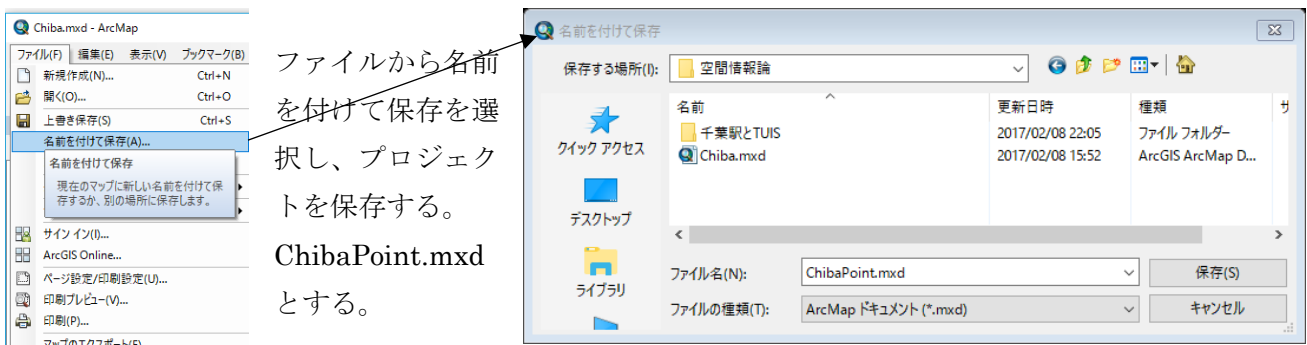 Chiba.mxd - ArcMap
ファイル(F) 編集(E) 表示(V) ブックマーク(B)
新規作成(N)... Ctrl+N
開く(O)... Ctrl+O
上書き保存(S) Ctrl+S
名前を付けて保存(A)...
名前を付けて保存
現在のマップに新しい名前を付けて保
存するか、別の場所に保存します。
サイン イン(I)...
ArcGIS Online...
ページ設定/印刷設定(U)...
印刷プレビュー(V)...
印刷(P)...
マップのエクスポート(E)...
ファイルから名前
を付けて保存を選
択し、プロジェク
トを保存する。
ChibaPoint.mxd
とする。
名前を付けて保存
保存する場所(I): 空間情報論
クイック アクセス
デスクトップ
ライブラリ
名前 更新日時 種類 サ
千葉駅とTUIS 2017/02/08 22:05 ファイル フォルダー
Chiba.mxd 2017/02/08 15:52 ArcGIS ArcMap D...
ファイル名(N): ChibaPoint.mxd 保存(S)
ファイルの種類(T): ArcMap ドキュメント (*.mxd) キャンセル